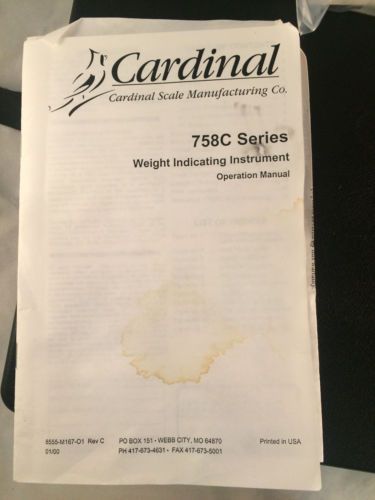 Cardinal
Cardinal Scale Manufacturing Co.
758C Series
Weight Indicating Instrument
Operation Manual
8555-M167-O1 Rev C
01/00
PO BOX 151 • WEBB CITY, MO 64870
PH 417-673-4631 • FAX 417-673-5001
Printed in USA